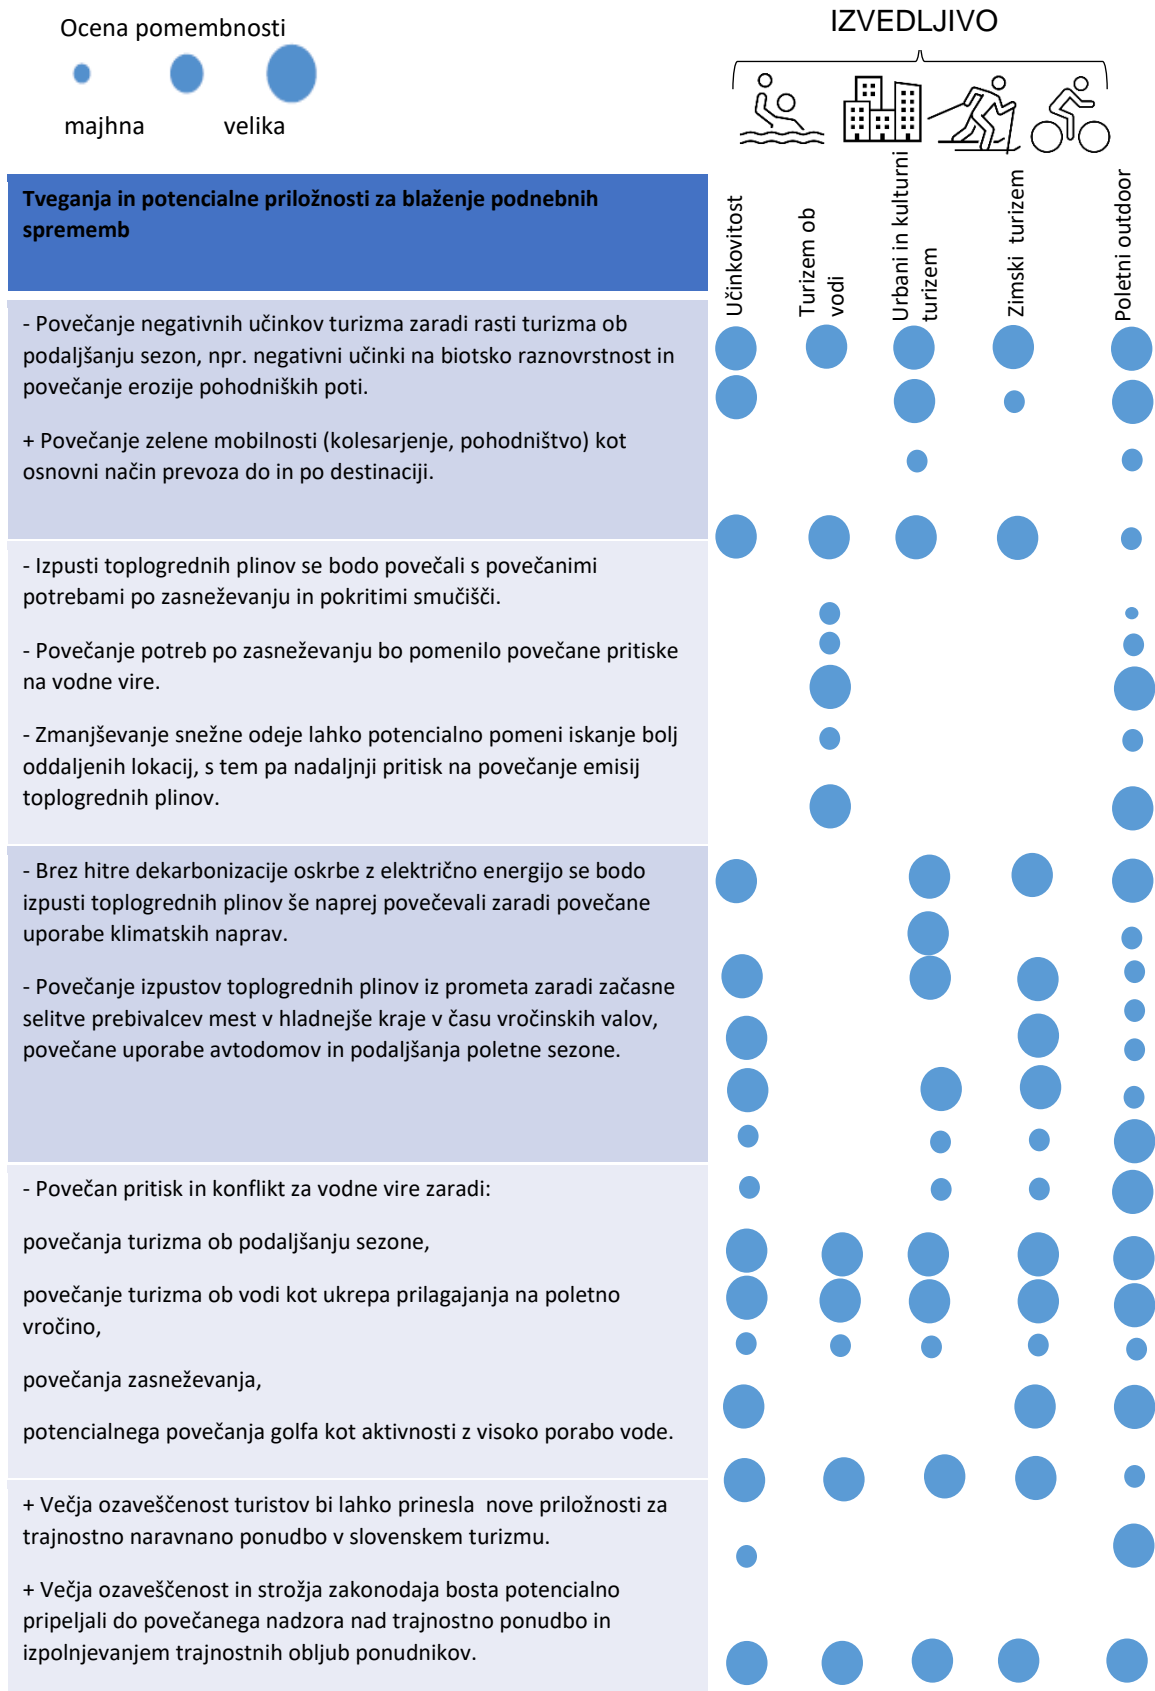 Ocena pomembnosti
majhna
velika
IZVEDLJIVO
Učinkovitost
Turizem ob
vodi
Urbani in kulturni
turizem
Zimski turizem
Poletni outdoor
Tveganja in potencialne priložnosti za blaženje podnebnih
sprememb
- Povečanje negativnih učinkov turizma zaradi rasti turizma ob
podaljšanju sezon, npr. negativni učinki na biotsko raznovrstnost in
povečanje erozije pohodniških poti.
+ Povečanje zelene mobilnosti (kolesarjenje, pohodništvo) kot
osnovni način prevoza do in po destinaciji.
- Izpusti toplogrednih plinov se bodo povečali s povečanimi
potrebami po zasneževanju in pokritimi smučišči.
- Povečanje potreb po zasneževanju bo pomenilo povečane pritiske
na vodne vire.
- Zmanjševanje snežne odeje lahko potencialno pomeni iskanje bolj
oddaljenih lokacij, s tem pa nadaljnji pritisk na povečanje emisij
toplogrednih plinov.
- Brez hitre dekarbonizacije oskrbe z električno energijo se bodo
izpusti toplogrednih plinov še naprej povečevali zaradi povečane
uporabe klimatskih naprav.
- Povečanje izpustov toplogrednih plinov iz prometa zaradi začasne
selitve prebivalcev mest v hladnejše kraje v času vročinskih valov,
povečane uporabe avtodomov in podaljšanja poletne sezone.
- Povečan pritisk in konflikt za vodne vire zaradi:
povečanja turizma ob podaljšanju sezone,
povečanje turizma ob vodi kot ukrepa prilagajanja na poletno
vročino,
povečanja zasneževanja,
potencialnega povečanja golfa kot aktivnosti z visoko porabo vode.
+ Večja ozaveščenost turistov bi lahko prinesla nove priložnosti za
trajnostno naravnano ponudbo v slovenskem turizmu.
+ Večja ozaveščenost in strožja zakonodaja bosta potencialno
pripeljali do povečanega nadzora nad trajnostno ponudbo in
izpolnjevanjem trajnostnih obljub ponudnikov.